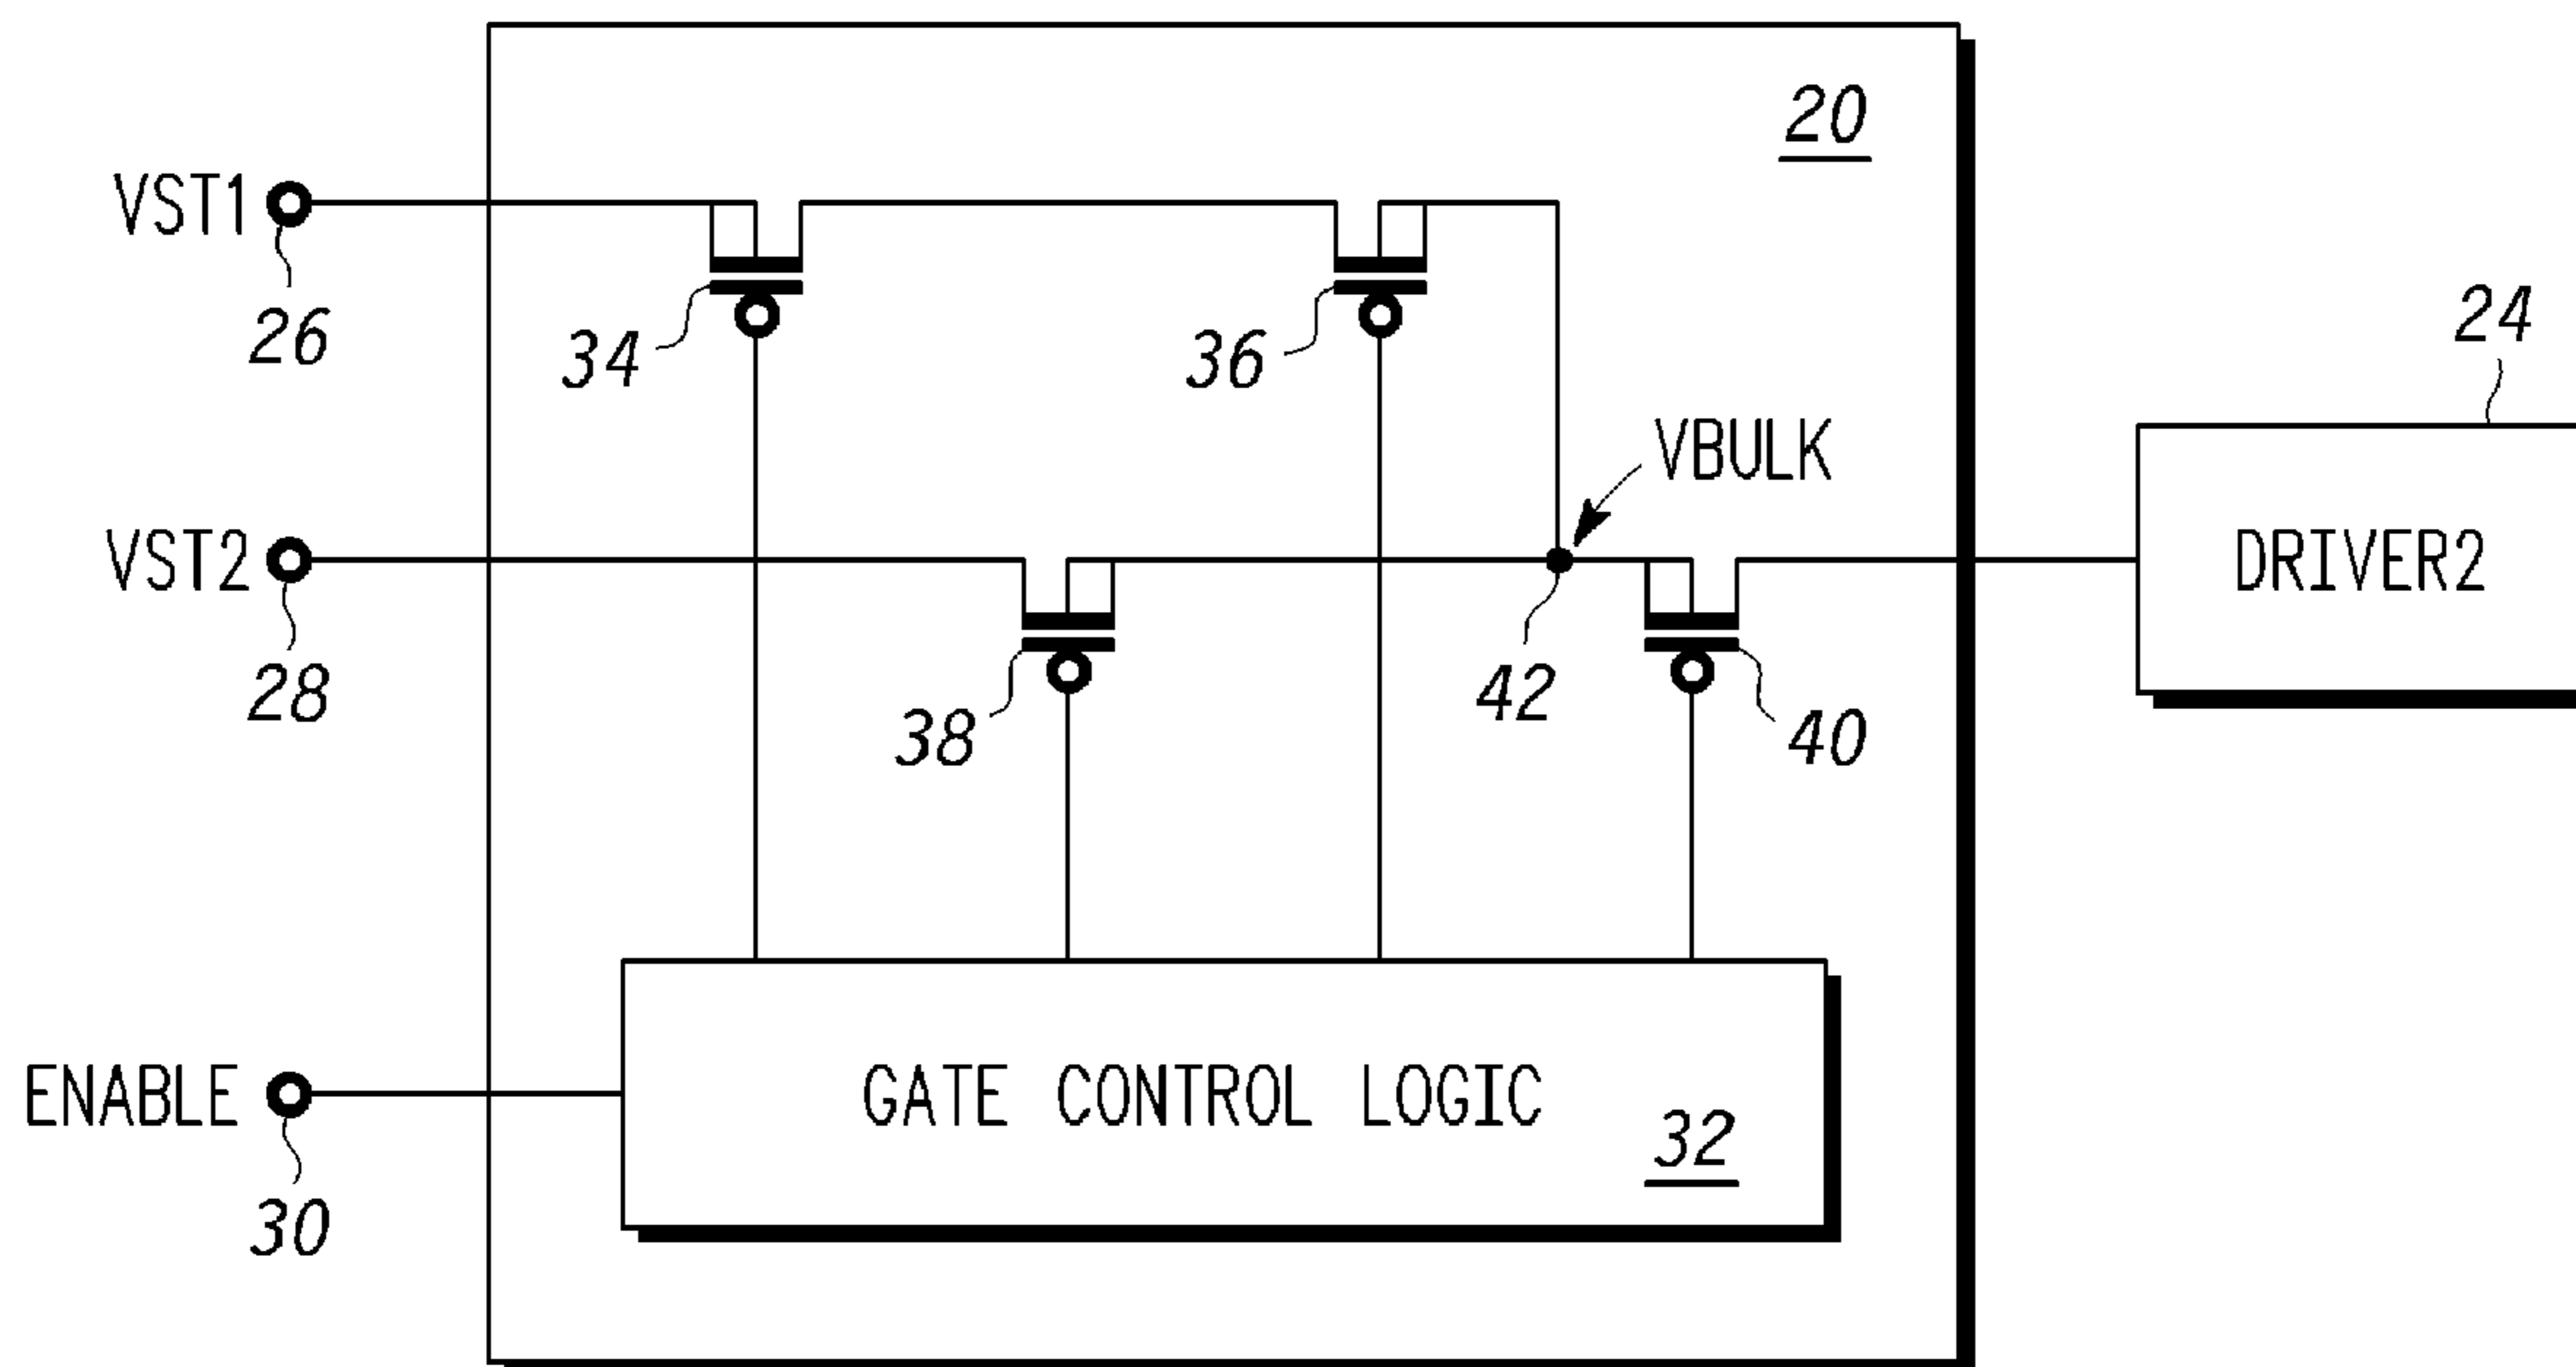 20
VST1
26
34
36
24
VBULK
VST2
DRIVER2
28
38
42
40
ENABLE
GATE CONTROL LOGIC
32
30